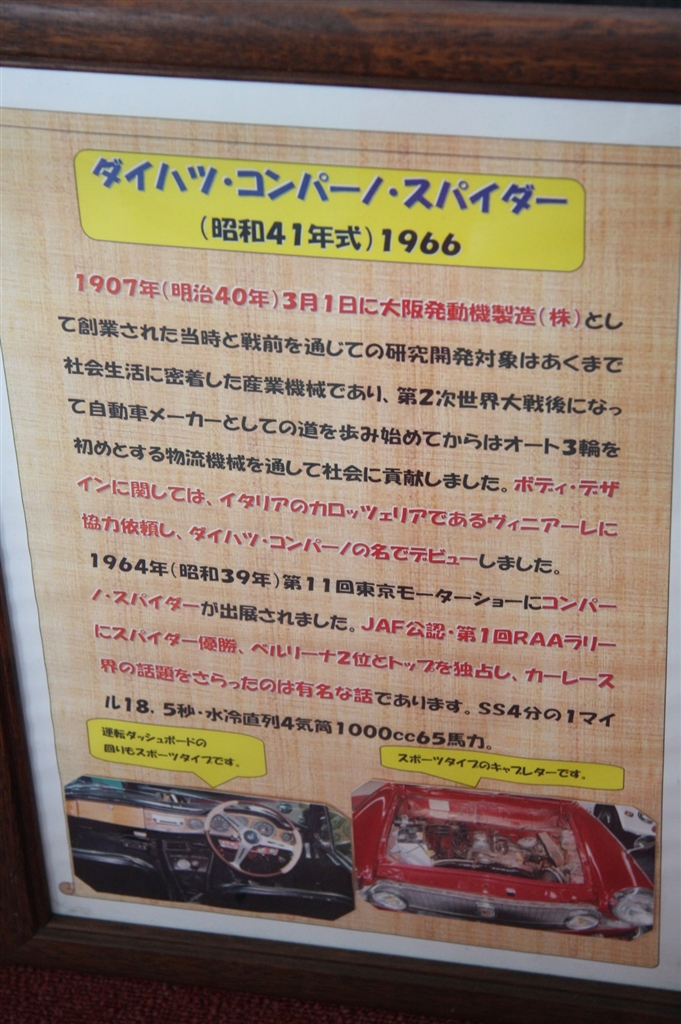 ダイハツ・コンパーノ・スパイダー
(昭和41年式)1966
1907年(明治40年)3月1日に大阪発動機製造(株)とし
て創業された当時と戦前を通じての研究開発対象はあくまで
社会生活に密着した産業機械であり、第2次世界大戦後になっ
て自動車メーカーとしての道を歩み始めてからはオート3輪を
初めとする物流機械を通して社会に貢献しました。ボディ・デザ
インに関しては、イタリアのカロッツェリアであるヴィニアーレに
協力依頼し、ダイハツ・コンパーノの名でデビューしました。
1964年(昭和39年)第11回東京モーターショーにコンパー
ノ・スパイダーが出展されました。JAF公認・第1回RAAラリー
にスパイダー優勝、ベルリーナ2位とトップを独占し、カーレース
界の話題をさらったのは有名な話であります。SS4分の1マイ
ル18.5秒・水冷直列4気筒1000cc65馬力。
運転ダッシュボードの
回りもスポーツタイプです。
スポーツタイプのキャブレターです。